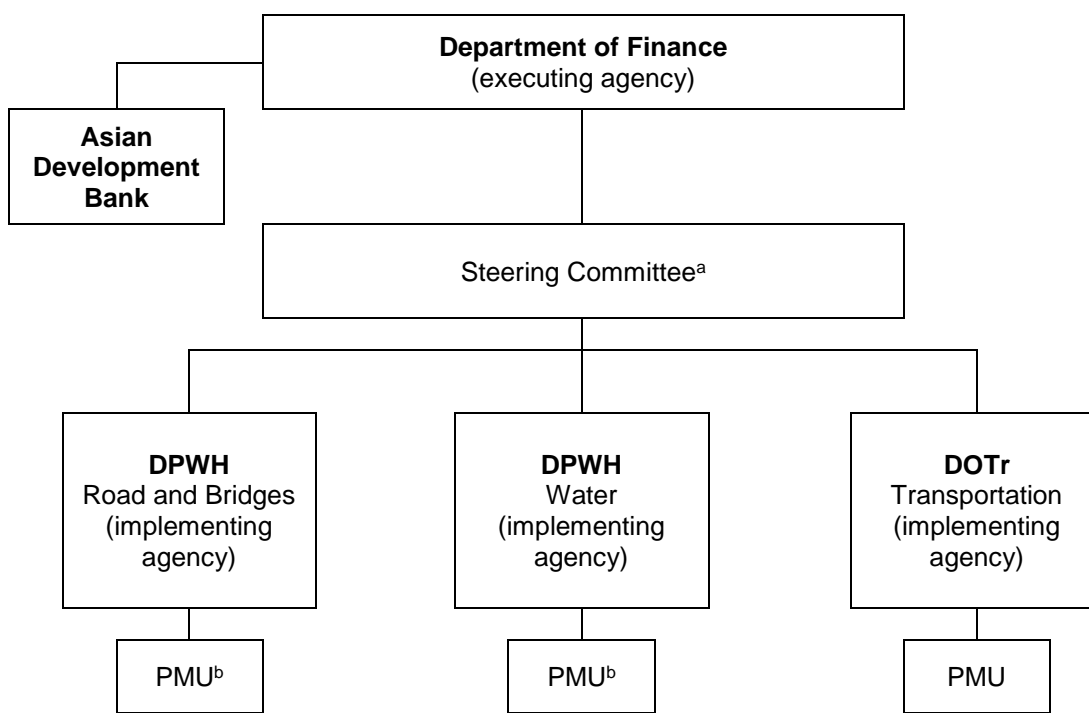 Department of Finance
(executing agency)
Asian
Development
Bank
Steering Committeeᵃ
DPWH
Road and Bridges
(implementing
agency)
DPWH
Water
(implementing
agency)
DOTr
Transportation
(implementing
agency)
PMUᵇ
PMUᵇ
PMU